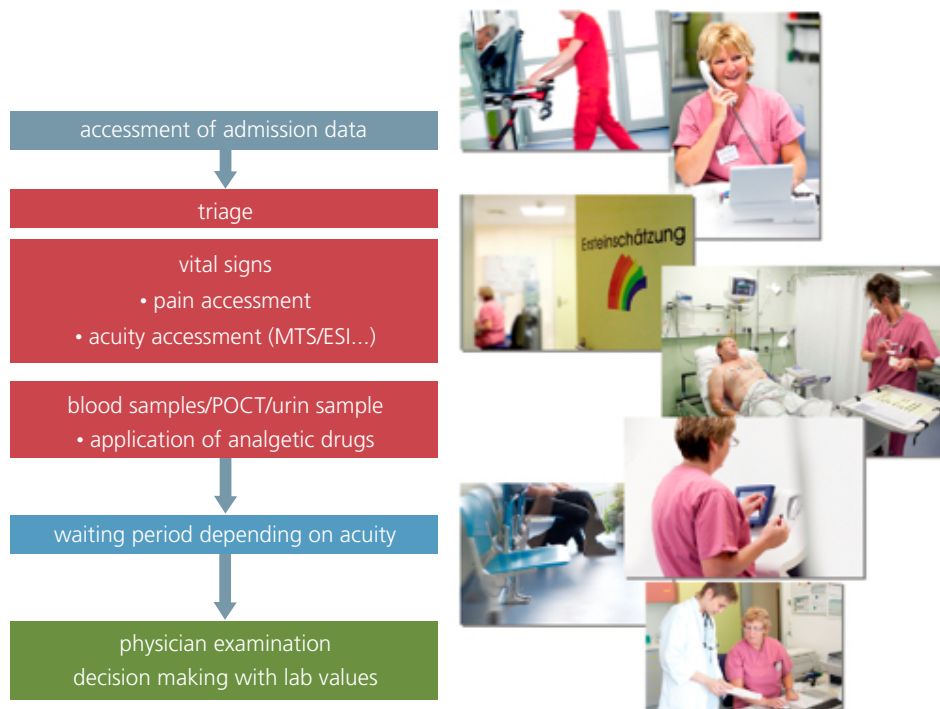 accessment of admission data
triage
vital signs
• pain accessment
• acuity accessment (MTS/ESI...)
blood samples/POCT/urin sample
• application of analgetic drugs
waiting period depending on acuity
physician examination
decision making with lab values
Ersteinschätzung